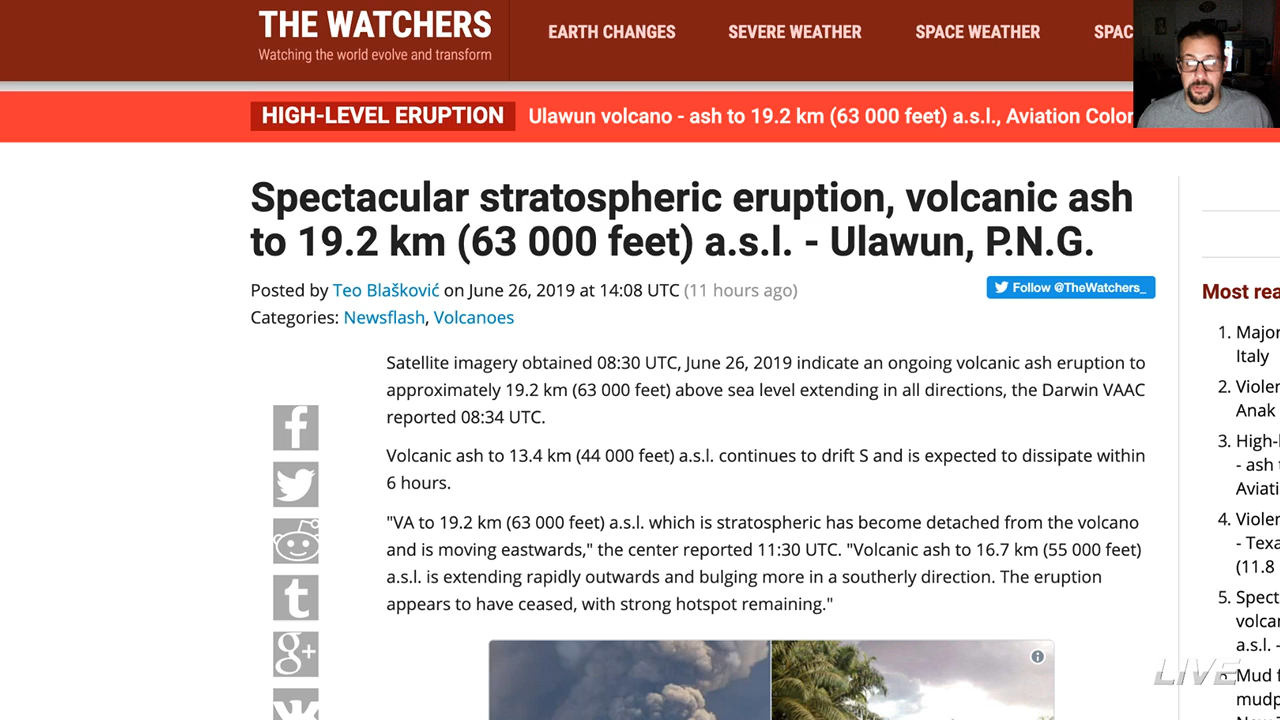 THE WATCHERS
Watching the world evolve and transform
EARTH CHANGES
SEVERE WEATHER
SPACE WEATHER
SPAC
HIGH-LEVEL ERUPTION
Ulawun volcano - ash to 19.2 km (63 000 feet) a.s.l., Aviation Color
Spectacular stratospheric eruption, volcanic ash
to 19.2 km (63 000 feet) a.s.l. - Ulawun, P.N.G.
Posted by Teo Blašković on June 26, 2019 at 14:08 UTC (11 hours ago)
Follow @TheWatchers_
Categories: Newsflash, Volcanoes
Satellite imagery obtained 08:30 UTC, June 26, 2019 indicate an ongoing volcanic ash eruption to
approximately 19.2 km (63 000 feet) above sea level extending in all directions, the Darwin VAAC
reported 08:34 UTC.
Volcanic ash to 13.4 km (44 000 feet) a.s.l. continues to drift S and is expected to dissipate within
6 hours.
"VA to 19.2 km (63 000 feet) a.s.l. which is stratospheric has become detached from the volcano
and is moving eastwards," the center reported 11:30 UTC. "Volcanic ash to 16.7 km (55 000 feet)
a.s.l. is extending rapidly outwards and bulging more in a southerly direction. The eruption
appears to have ceased, with strong hotspot remaining."
Most rea
1. Major
Italy
2. Violen
Anak
3. High-l
- ash t
Aviati
4. Violen
- Texa
(11.8
5. Spect
volcan
a.s.l. -
Mud f
mudp
LIVE